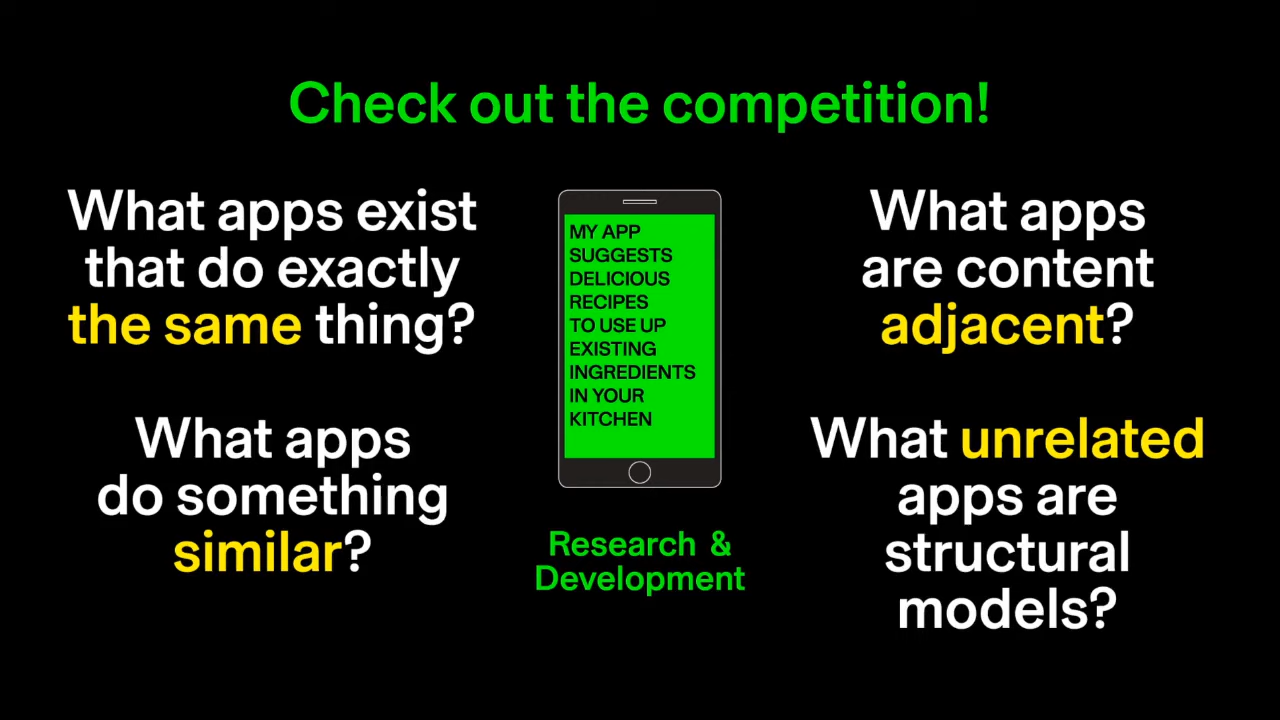 Check out the competition!
What apps exist
that do exactly
the same thing?
What apps
do something
similar?
MY APP
SUGGESTS
DELICIOUS
RECIPES
TO USE UP
EXISTING
INGREDIENTS
IN YOUR
KITCHEN
Research &
Development
What apps
are content
adjacent?
What unrelated
apps are
structural
models?